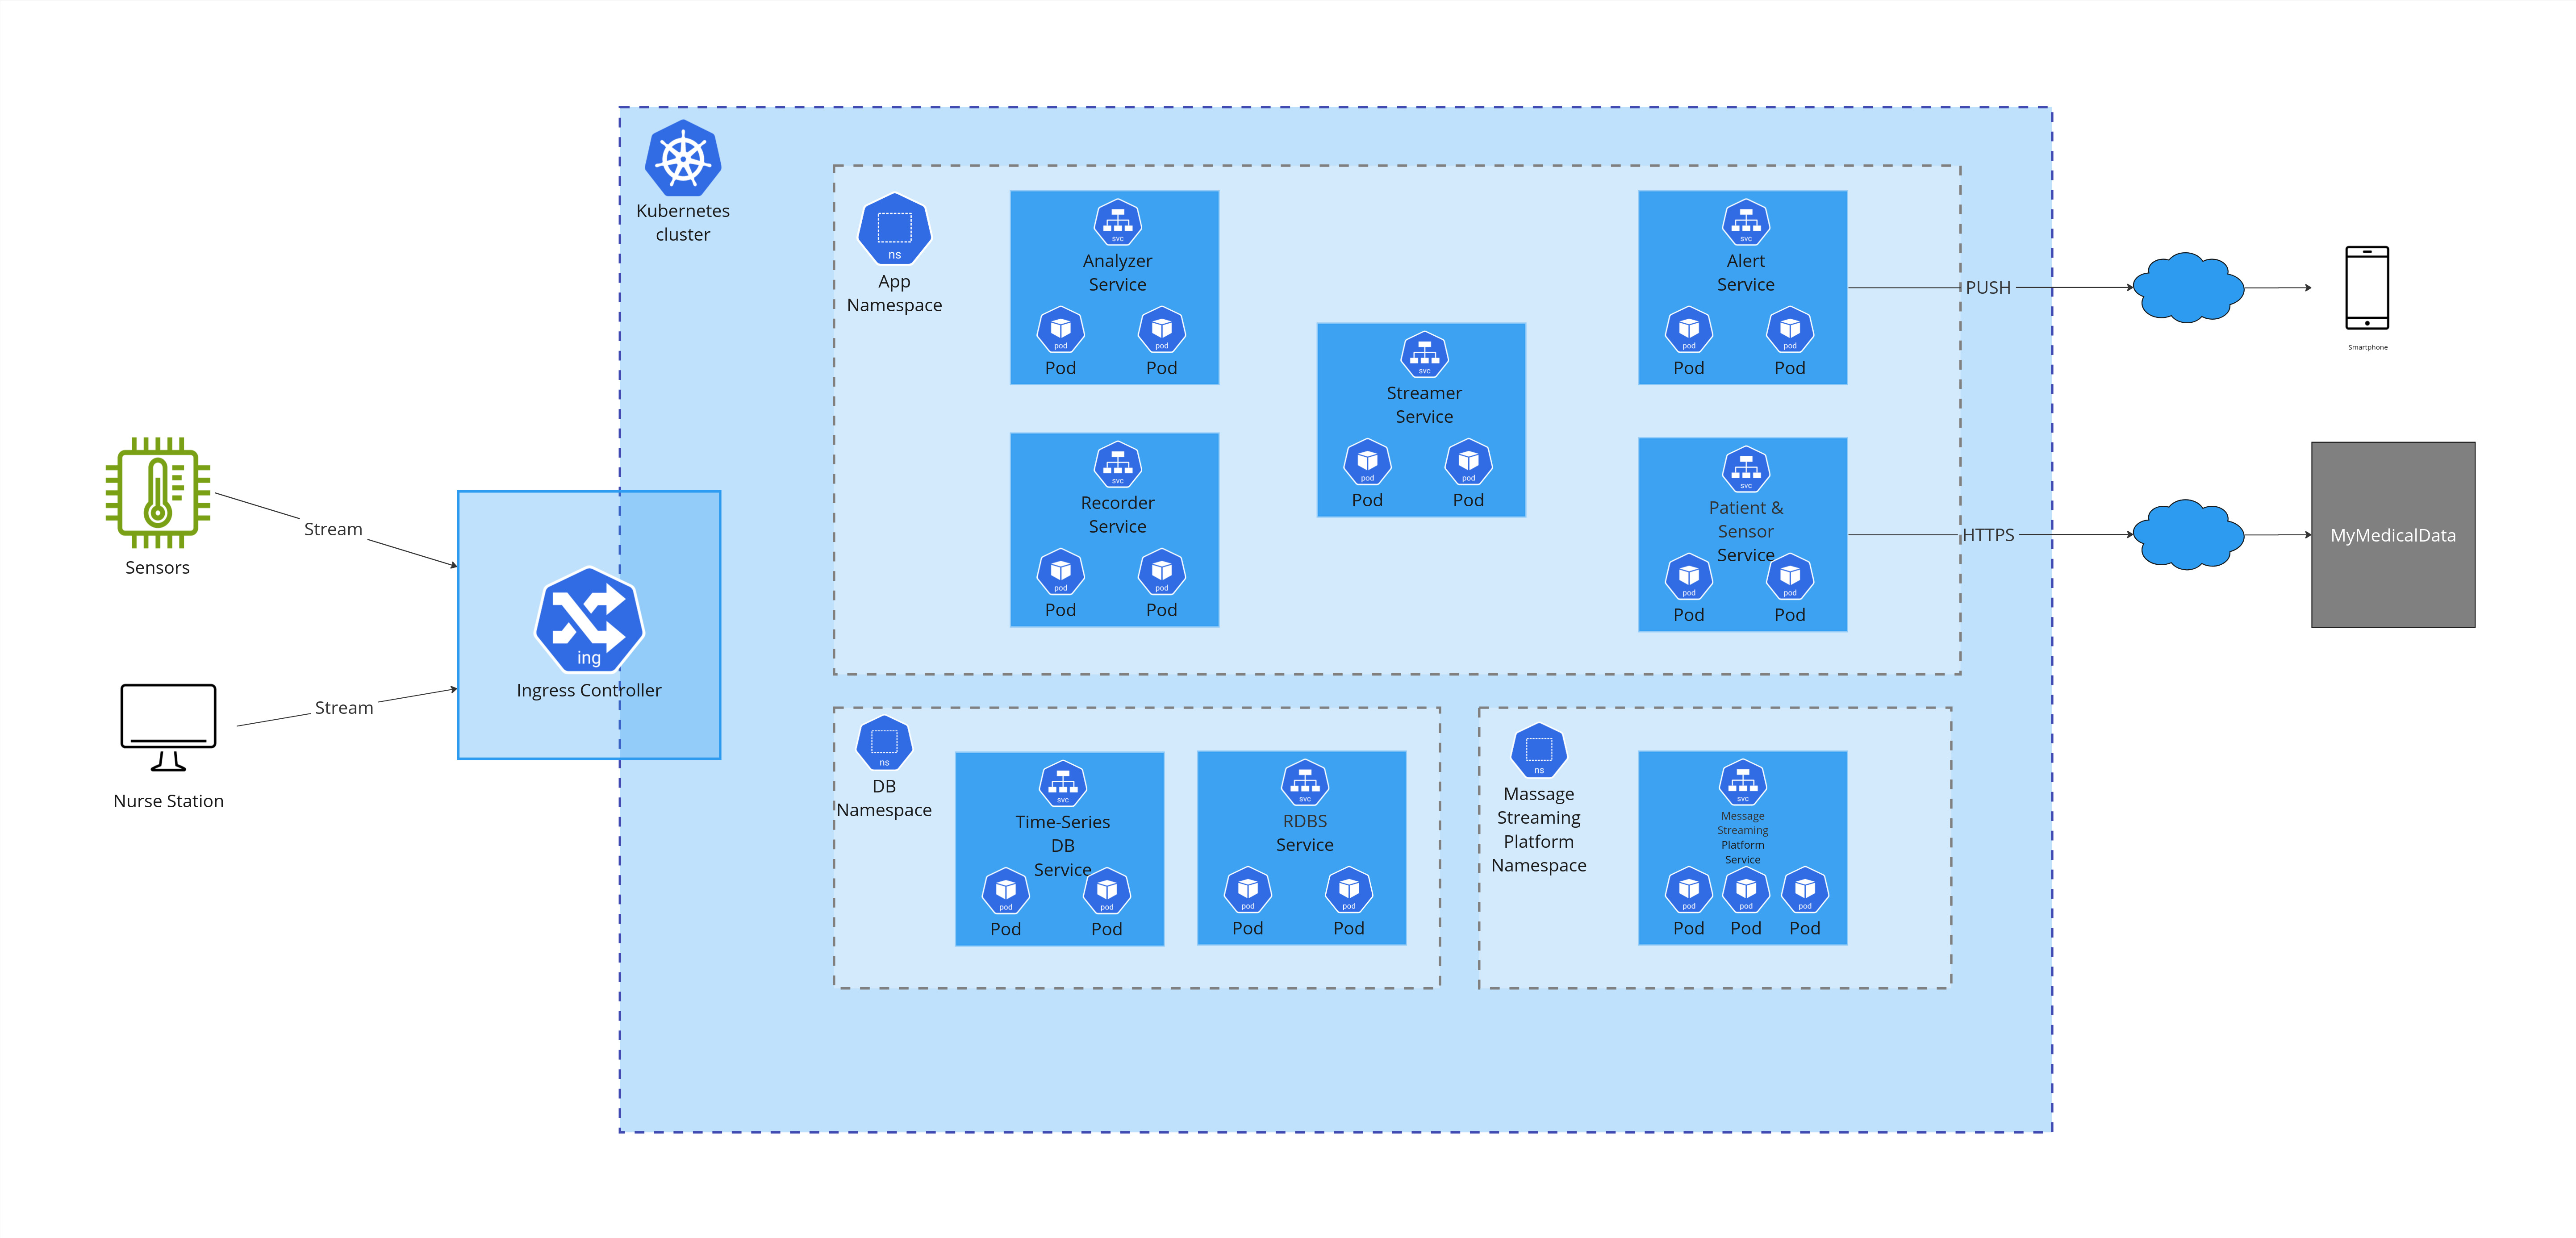 Kubernetes
cluster
ns
App
Namespace
svc
Analyzer
Service
pod
pod
Pod
Pod
svc
Streamer
Service
pod
pod
Pod
Pod
svc
Alert
Service
pod
pod
Pod
Pod
PUSH
Smartphone
svc
Recorder
Service
pod
pod
Pod
Pod
svc
Patient &
Sensor
Service
pod
pod
Pod
Pod
HTTPS
MyMedicalData
Sensors
Stream
Nurse Station
Stream
ing
Ingress Controller
ns
DB
Namespace
svc
Time-Series
DB
Service
pod
pod
Pod
Pod
svc
RDBS
Service
pod
pod
Pod
Pod
ns
Massage
Streaming
Platform
Namespace
svc
Message
Streaming
Platform
Service
pod
pod
pod
Pod
Pod
Pod